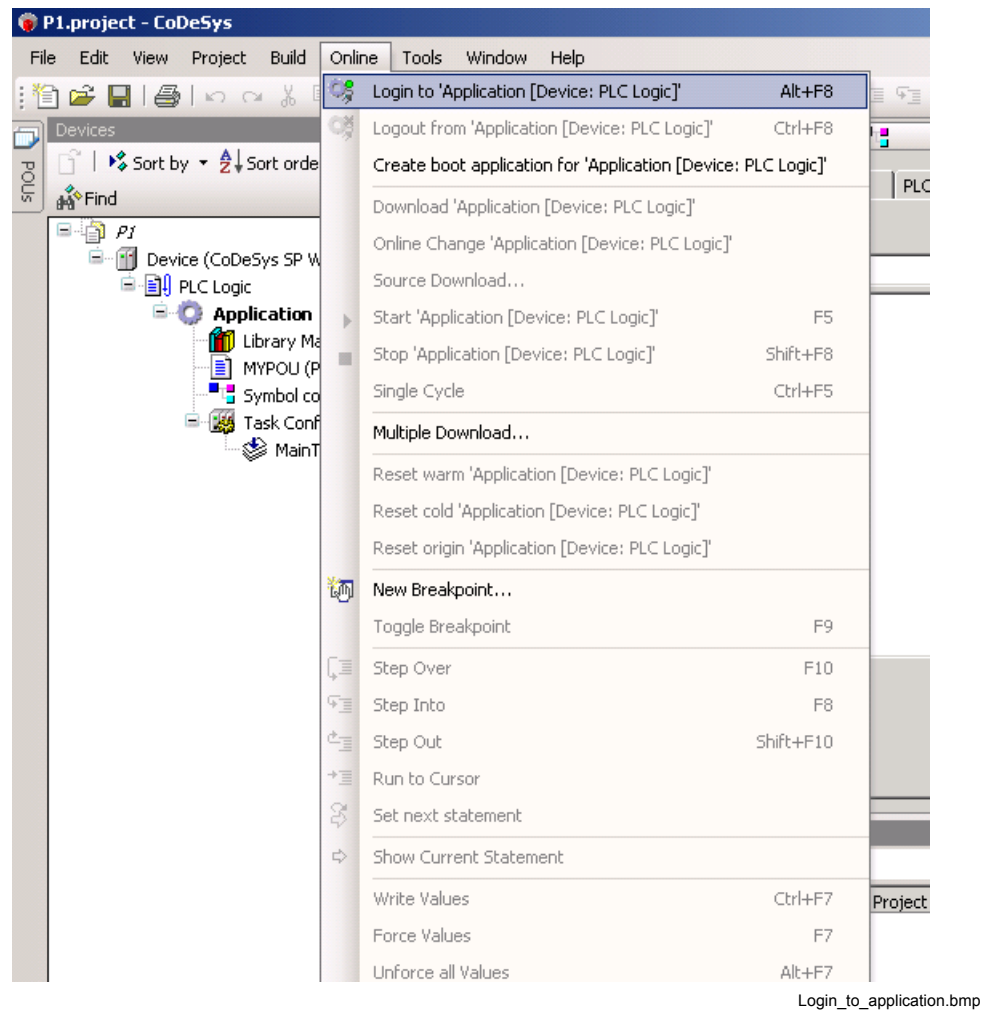 P1.project - CoDeSys
File Edit View Project Build Online Tools Window Help
Devices
Sort by Sort orde
Find
POUs
P1
Device (CoDeSys SP W
PLC Logic
Application
Library Ma
MYPOU (P
Symbol co
Task Conf
MainT
Login to 'Application [Device: PLC Logic]' Alt+F8
Logout from 'Application [Device: PLC Logic]' Ctrl+F8
Create boot application for 'Application [Device: PLC Logic]'
Download 'Application [Device: PLC Logic]'
Online Change 'Application [Device: PLC Logic]'
Source Download...
Start 'Application [Device: PLC Logic]' F5
Stop 'Application [Device: PLC Logic]' Shift+F8
Single Cycle Ctrl+F5
Multiple Download...
Reset warm 'Application [Device: PLC Logic]'
Reset cold 'Application [Device: PLC Logic]'
Reset origin 'Application [Device: PLC Logic]'
New Breakpoint...
Toggle Breakpoint F9
Step Over F10
Step Into F8
Step Out Shift+F10
Run to Cursor
Set next statement
Show Current Statement
Write Values Ctrl+F7
Force Values F7
Unforce all Values Alt+F7
PLC
Project
Login_to_application.bmp